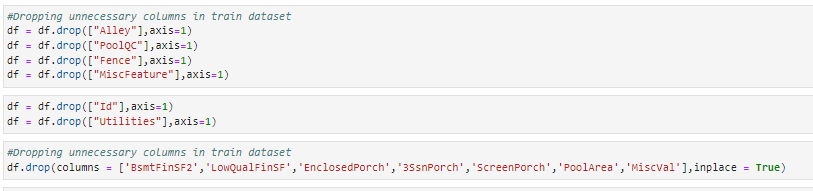 #Dropping unnecessary columns in train dataset
df = df.drop(["Alley"],axis=1)
df = df.drop(["PoolQC"],axis=1)
df = df.drop(["Fence"],axis=1)
df = df.drop(["MiscFeature"],axis=1)
df = df.drop(["Id"],axis=1)
df = df.drop(["Utilities"],axis=1)
#Dropping unnecessary columns in train dataset
df.drop(columns = ['BsmtFinSF2','LowQualFinSF','EnclosedPorch','3SsnPorch','ScreenPorch','PoolArea','MiscVal'],inplace = True)